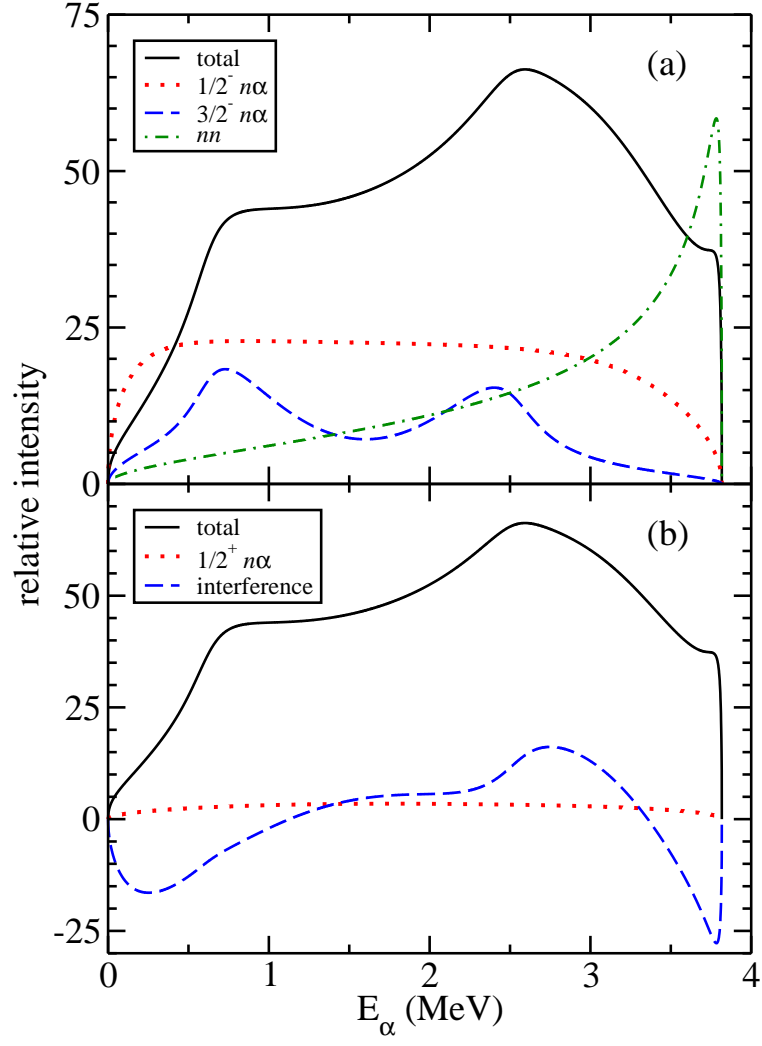 75
50
25
0
(a)
total
1/2⁻ nα
3/2⁻ nα
nn
relative intensity
50
25
0
-25
(b)
total
1/2⁺ nα
interference
0 1 2 3 4
E_α (MeV)